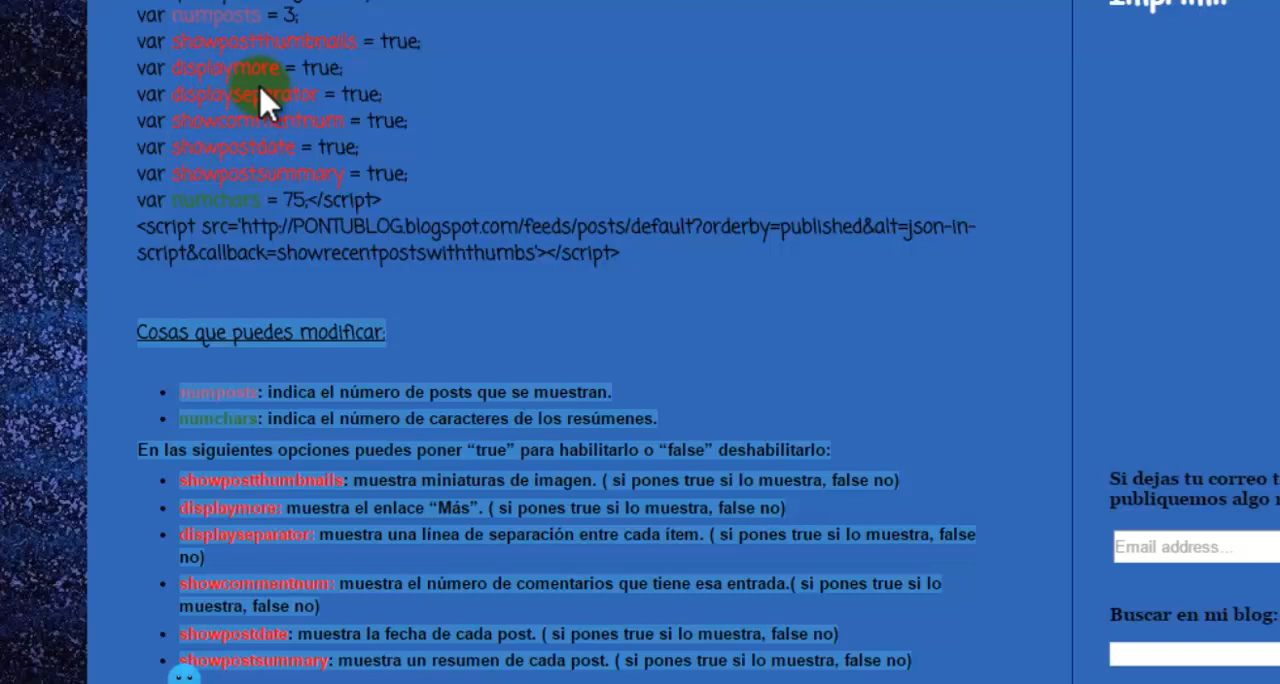 var numposts = 3;
var showpostthumbnails = true;
var displaymore = true;
var displayseparator = true;
var showcommentnum = true;
var showpostdate = true;
var showpostsummary = true;
var numchars = 75;</script>
<script src='http://PONTUBLOG.blogspot.com/feeds/posts/default?orderby=published&alt=json-in-
script&callback=showrecentpostswiththumbs'></script>
Cosas que puedes modificar:
numposts: indica el número de posts que se muestran.
numchars: indica el número de caracteres de los resúmenes.
En las siguientes opciones puedes poner “true” para habilitarlo o “false” deshabilitarlo:
showpostthumbnails: muestra miniaturas de imagen. ( si pones true si lo muestra, false no)
displaymore: muestra el enlace “Más”. ( si pones true si lo muestra, false no)
displayseparator: muestra una línea de separación entre cada ítem. ( si pones true si lo muestra, false
no)
showcommentnum: muestra el número de comentarios que tiene esa entrada.( si pones true si lo
muestra, false no)
showpostdate: muestra la fecha de cada post. ( si pones true si lo muestra, false no)
showpostsummary: muestra un resumen de cada post. ( si pones true si lo muestra, false no)
Si dejas tu correo
publiquemos algo
Email address...
Buscar en mi blog: